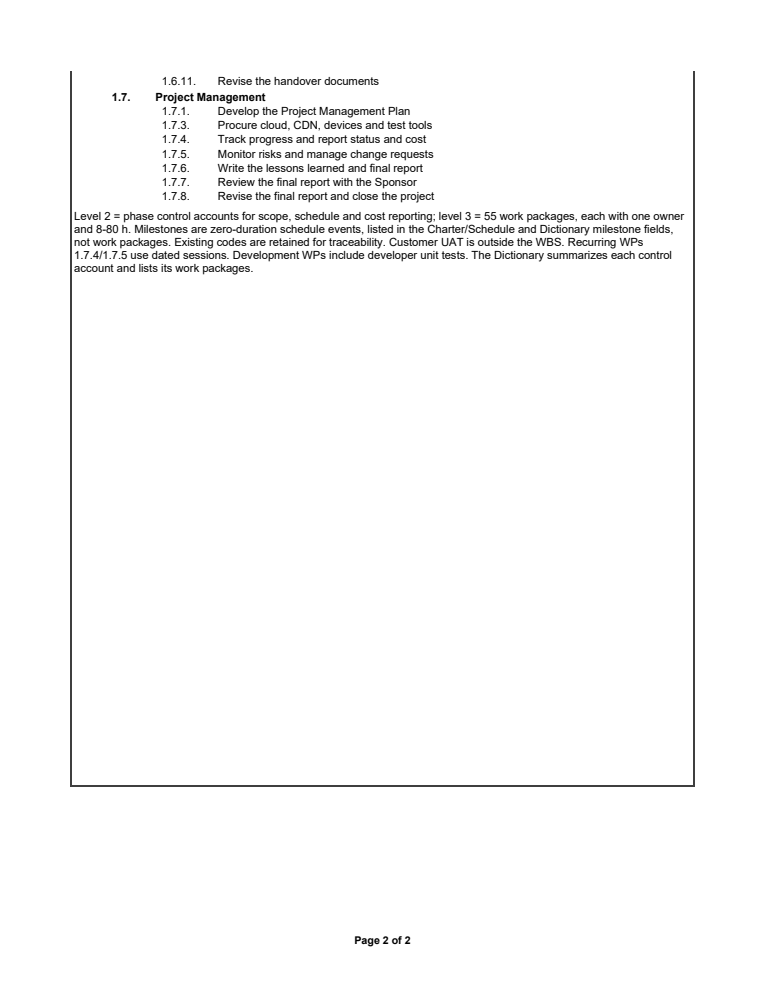 1.6.11. Revise the handover documents
1.7. Project Management
1.7.1. Develop the Project Management Plan
1.7.3. Procure cloud, CDN, devices and test tools
1.7.4. Track progress and report status and cost
1.7.5. Monitor risks and manage change requests
1.7.6. Write the lessons learned and final report
1.7.7. Review the final report with the Sponsor
1.7.8. Revise the final report and close the project
Level 2 = phase control accounts for scope, schedule and cost reporting; level 3 = 55 work packages, each with one owner
and 8-80 h. Milestones are zero-duration schedule events, listed in the Charter/Schedule and Dictionary milestone fields,
not work packages. Existing codes are retained for traceability. Customer UAT is outside the WBS. Recurring WPs
1.7.4/1.7.5 use dated sessions. Development WPs include developer unit tests. The Dictionary summarizes each control
account and lists its work packages.
Page 2 of 2